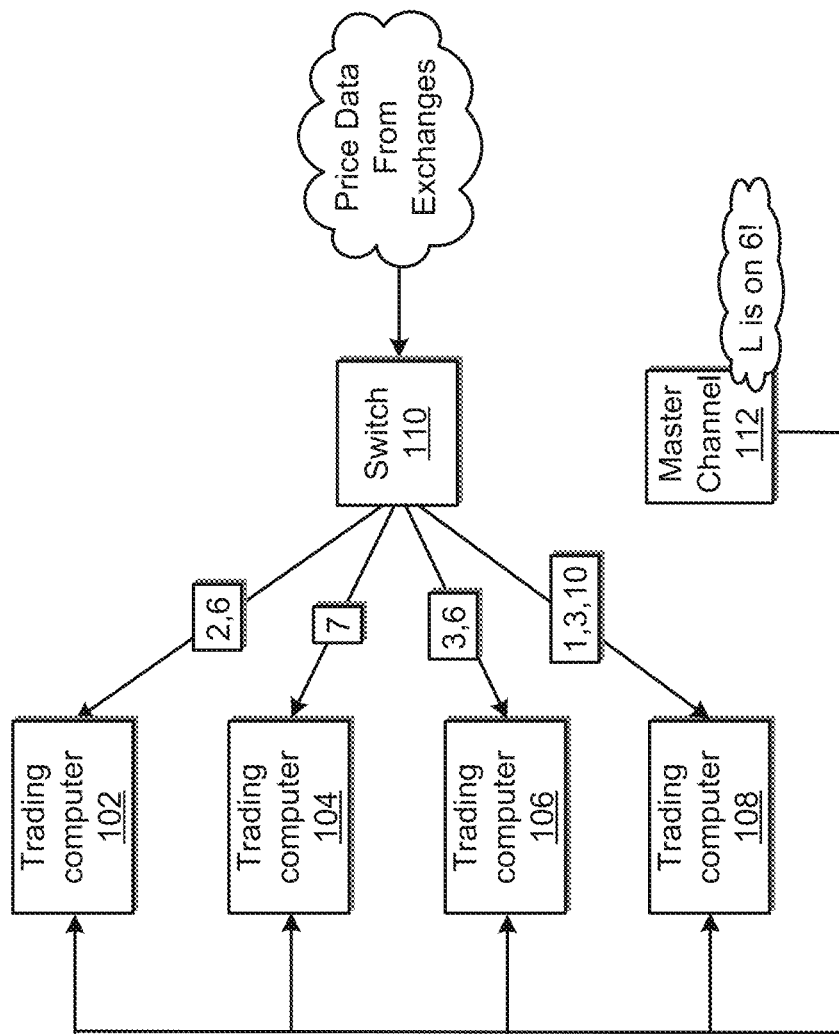 Trading
computer
102
Trading
computer
104
Trading
computer
106
Trading
computer
108
2,6
7
3,6
1,3,10
Switch
110
Price Data
From
Exchanges
Master
Channel
112
L is on 6!